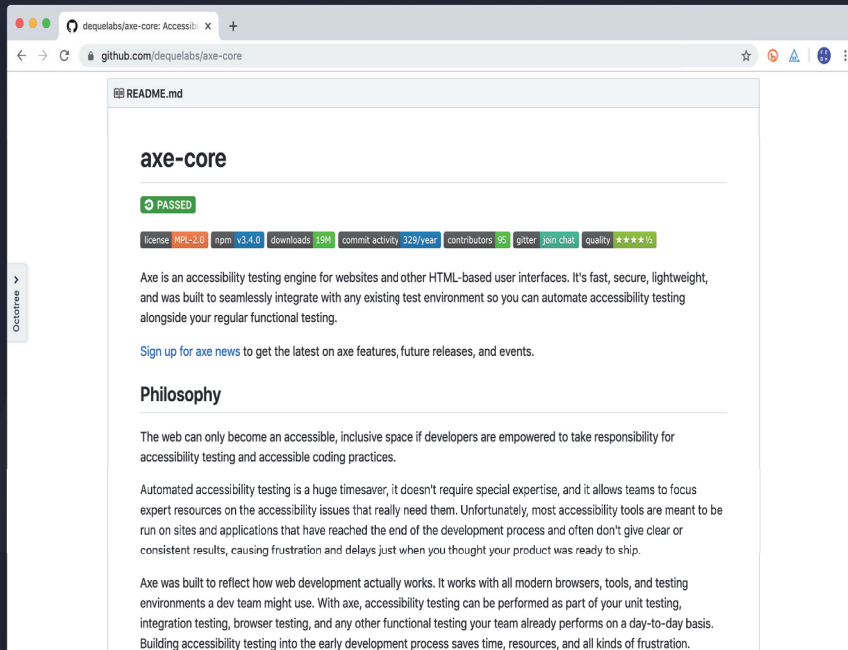 dequelabs/axe-core: Accessibi
github.com/dequelabs/axe-core
README.md
axe-core
PASSED
license MPL-2.0 npm v3.4.0 downloads 19M commit activity 329/year contributors 95 gitter join chat quality ★★★★½
Axe is an accessibility testing engine for websites and other HTML-based user interfaces. It's fast, secure, lightweight,
and was built to seamlessly integrate with any existing test environment so you can automate accessibility testing
alongside your regular functional testing.
Sign up for axe news to get the latest on axe features, future releases, and events.
Octotree
Philosophy
The web can only become an accessible, inclusive space if developers are empowered to take responsibility for
accessibility testing and accessible coding practices.
Automated accessibility testing is a huge timesaver, it doesn't require special expertise, and it allows teams to focus
expert resources on the accessibility issues that really need them. Unfortunately, most accessibility tools are meant to be
run on sites and applications that have reached the end of the development process and often don't give clear or
consistent results, causing frustration and delays just when you thought your product was ready to ship.
Axe was built to reflect how web development actually works. It works with all modern browsers, tools, and testing
environments a dev team might use. With axe, accessibility testing can be performed as part of your unit testing,
integration testing, browser testing, and any other functional testing your team already performs on a day-to-day basis.
Building accessibility testing into the early development process saves time, resources, and all kinds of frustration.